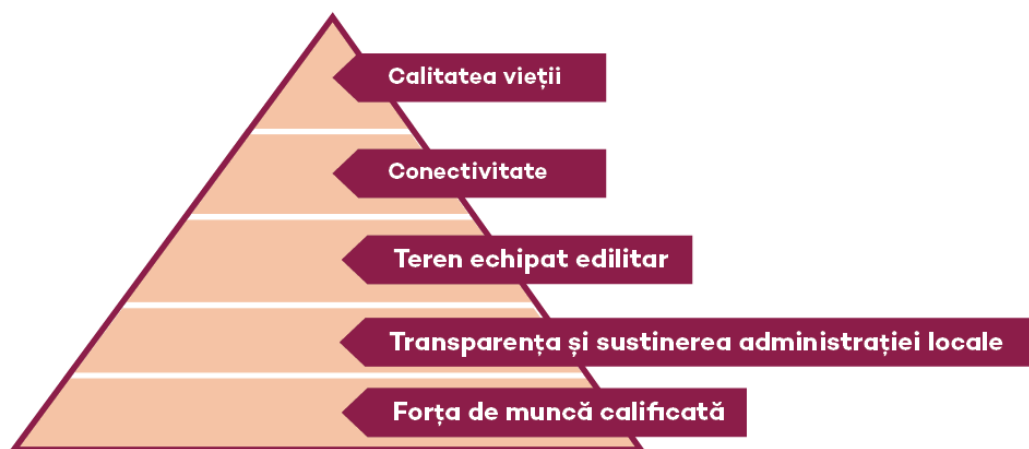 Calitatea vieții
Conectivitate
Teren echipat edilitar
Transparența și sustinerea administrației locale
Forța de muncă calificată